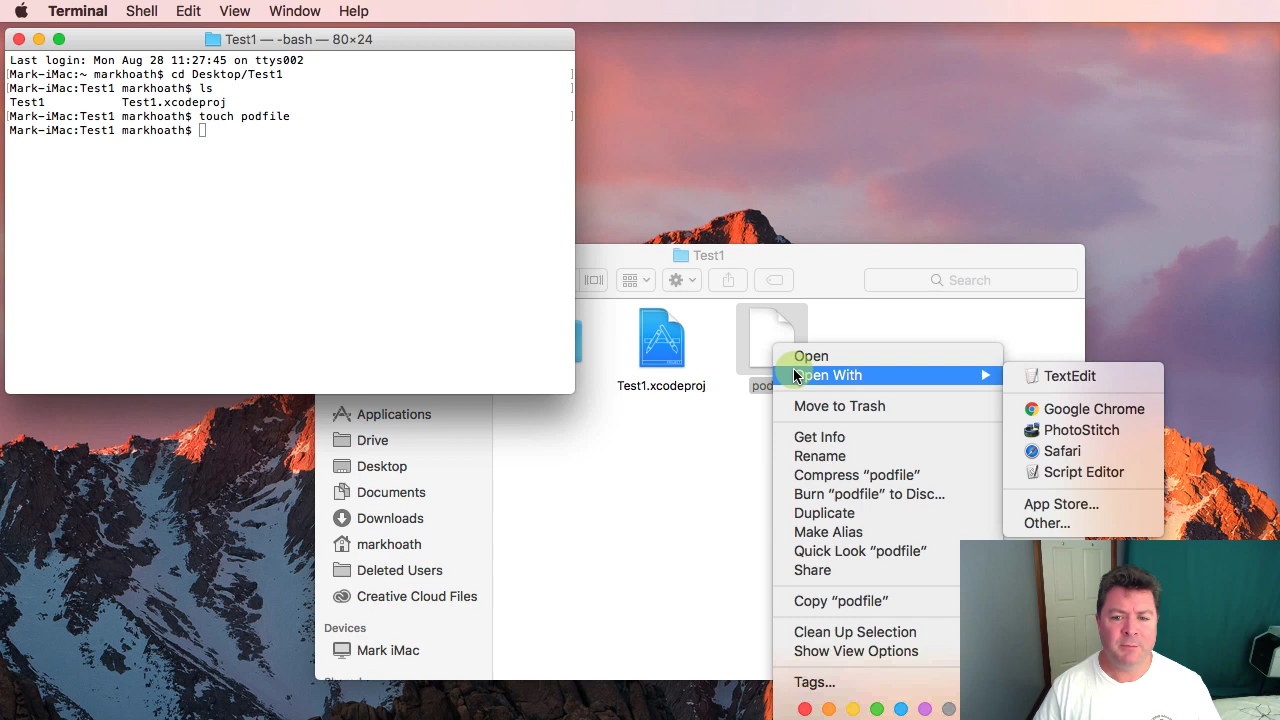 Terminal Shell Edit View Window Help
Test1 — -bash — 80×24
Last login: Mon Aug 28 11:27:45 on ttys002
[Mark-iMac:~ markhoath$ cd Desktop/Test1 ]
[Mark-iMac:Test1 markhoath$ ls ]
Test1 Test1.xcodeproj
[Mark-iMac:Test1 markhoath$ touch podfile ]
Mark-iMac:Test1 markhoath$
Test1
Search
Test1.xcodeproj
pod
Applications
Drive
Desktop
Documents
Downloads
markhoath
Deleted Users
Creative Cloud Files
Devices
Mark iMac
Open
Open With
Move to Trash
Get Info
Rename
Compress “podfile”
Burn “podfile” to Disc...
Duplicate
Make Alias
Quick Look “podfile”
Share
Copy “podfile”
Clean Up Selection
Show View Options
Tags...
TextEdit
Google Chrome
PhotoStitch
Safari
Script Editor
App Store...
Other...